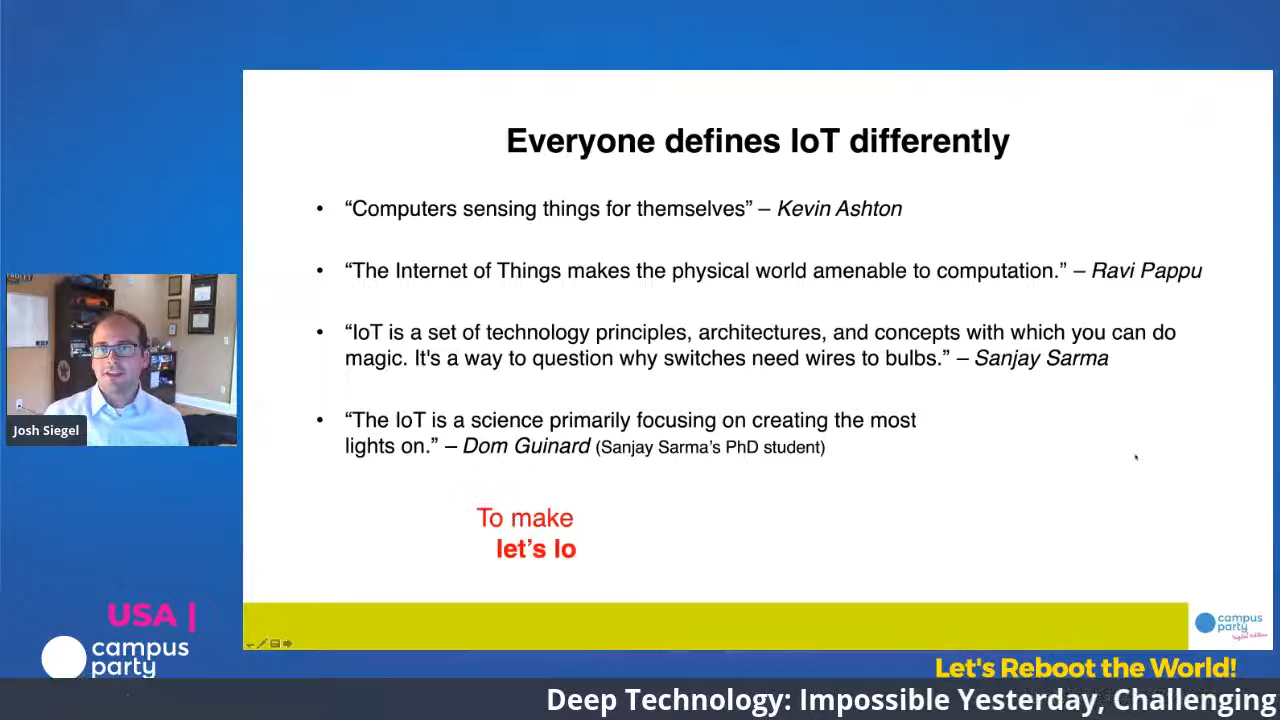 Everyone defines IoT differently
• “Computers sensing things for themselves” – Kevin Ashton
• “The Internet of Things makes the physical world amenable to computation.” – Ravi Pappu
• “IoT is a set of technology principles, architectures, and concepts with which you can do
magic. It's a way to question why switches need wires to bulbs.” – Sanjay Sarma
• “The IoT is a science primarily focusing on creating the most
lights on.” – Dom Guinard (Sanjay Sarma’s PhD student)
To make
let’s lo
Josh Siegel
USA |
campus
party
campus
party
Digital Edition
Let's Reboot the World!
Deep Technology: Impossible Yesterday, Challenging